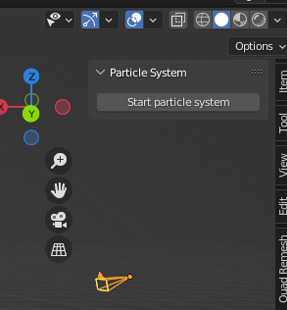 Options
Z
X
Y
Particle System
Start particle system
Item
Tool
View
Edit
Quad Remesh